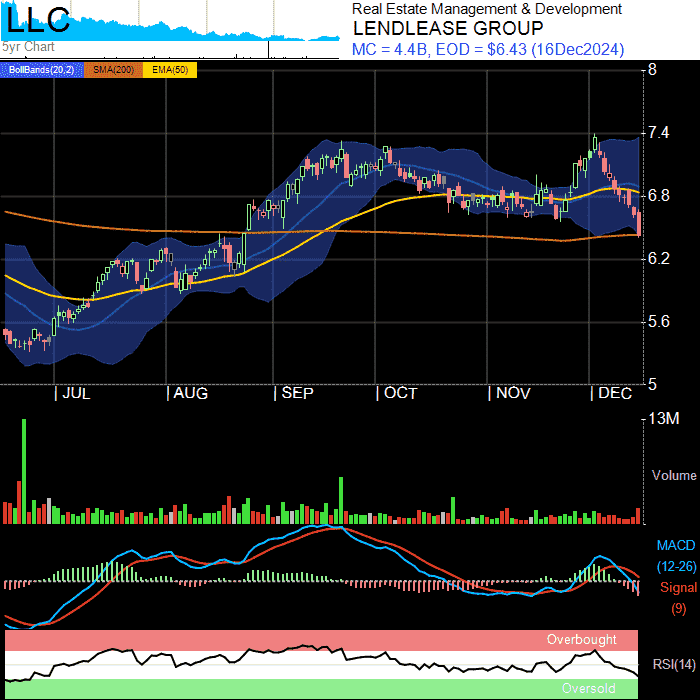 LLC
5yr Chart
Real Estate Management & Development
LENDLEASE GROUP
MC = 4.4B, EOD = $6.43 (16Dec2024)
BollBands(20,2) SMA(200) EMA(50)
8
7.4
6.8
6.2
5.6
5
| JUL | AUG | SEP | OCT | NOV | DEC
13M
Volume
MACD
(12-26)
Signal
(9)
Overbought
RSI(14)
Oversold